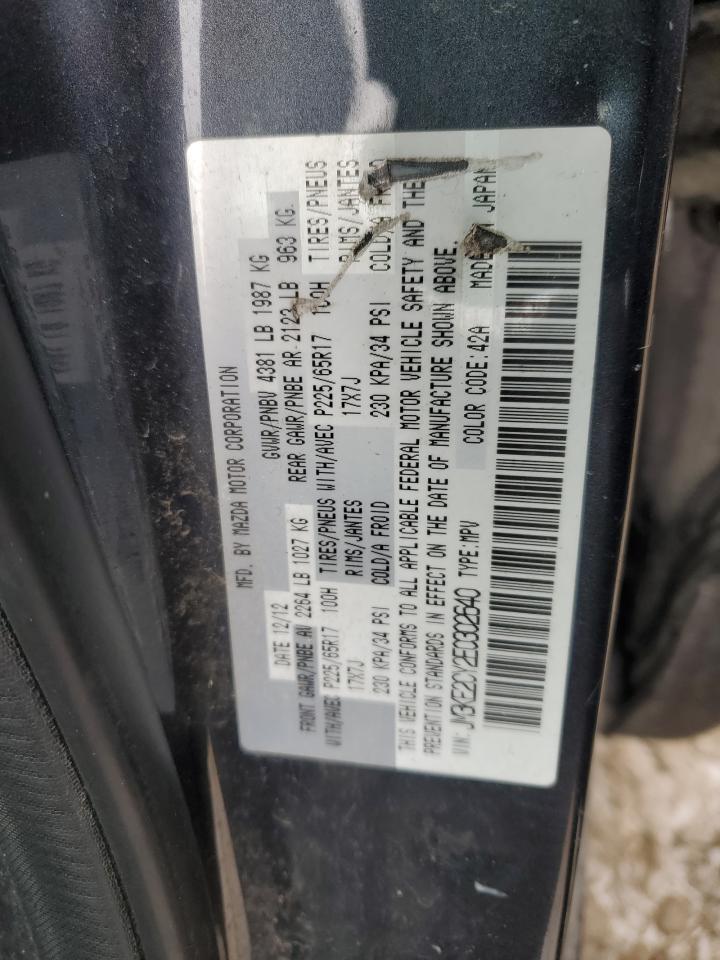 MFD. BY MAZDA MOTOR CORPORATION
DATE 12/12 GVWR/PNBV 4381 LB 1987 KG
FRONT GAWR/PNBE AV 2264 LB 1027 KG REAR GAWR/PNBE AR 2123 LB 963 KG.
WITH/AVEC P225/65R17 100H TIRES/PNEUS WITH/AVEC P225/65R17 100H TIRES/PNEUS
17X7J RIMS/JANTES 17X7J RIMS/JANTES
230 KPA/34 PSI COLD/A FROID 230 KPA/34 PSI COLD/A
THIS VEHICLE CONFORMS TO ALL APPLICABLE FEDERAL MOTOR VEHICLE SAFETY AND THE
PREVENTION STANDARDS IN EFFECT ON THE DATE OF MANUFACTURE SHOWN ABOVE.
VIN: JM3KE2CY2E0302640 TYPE:MPV COLOR CODE:42A MADE JAPAN